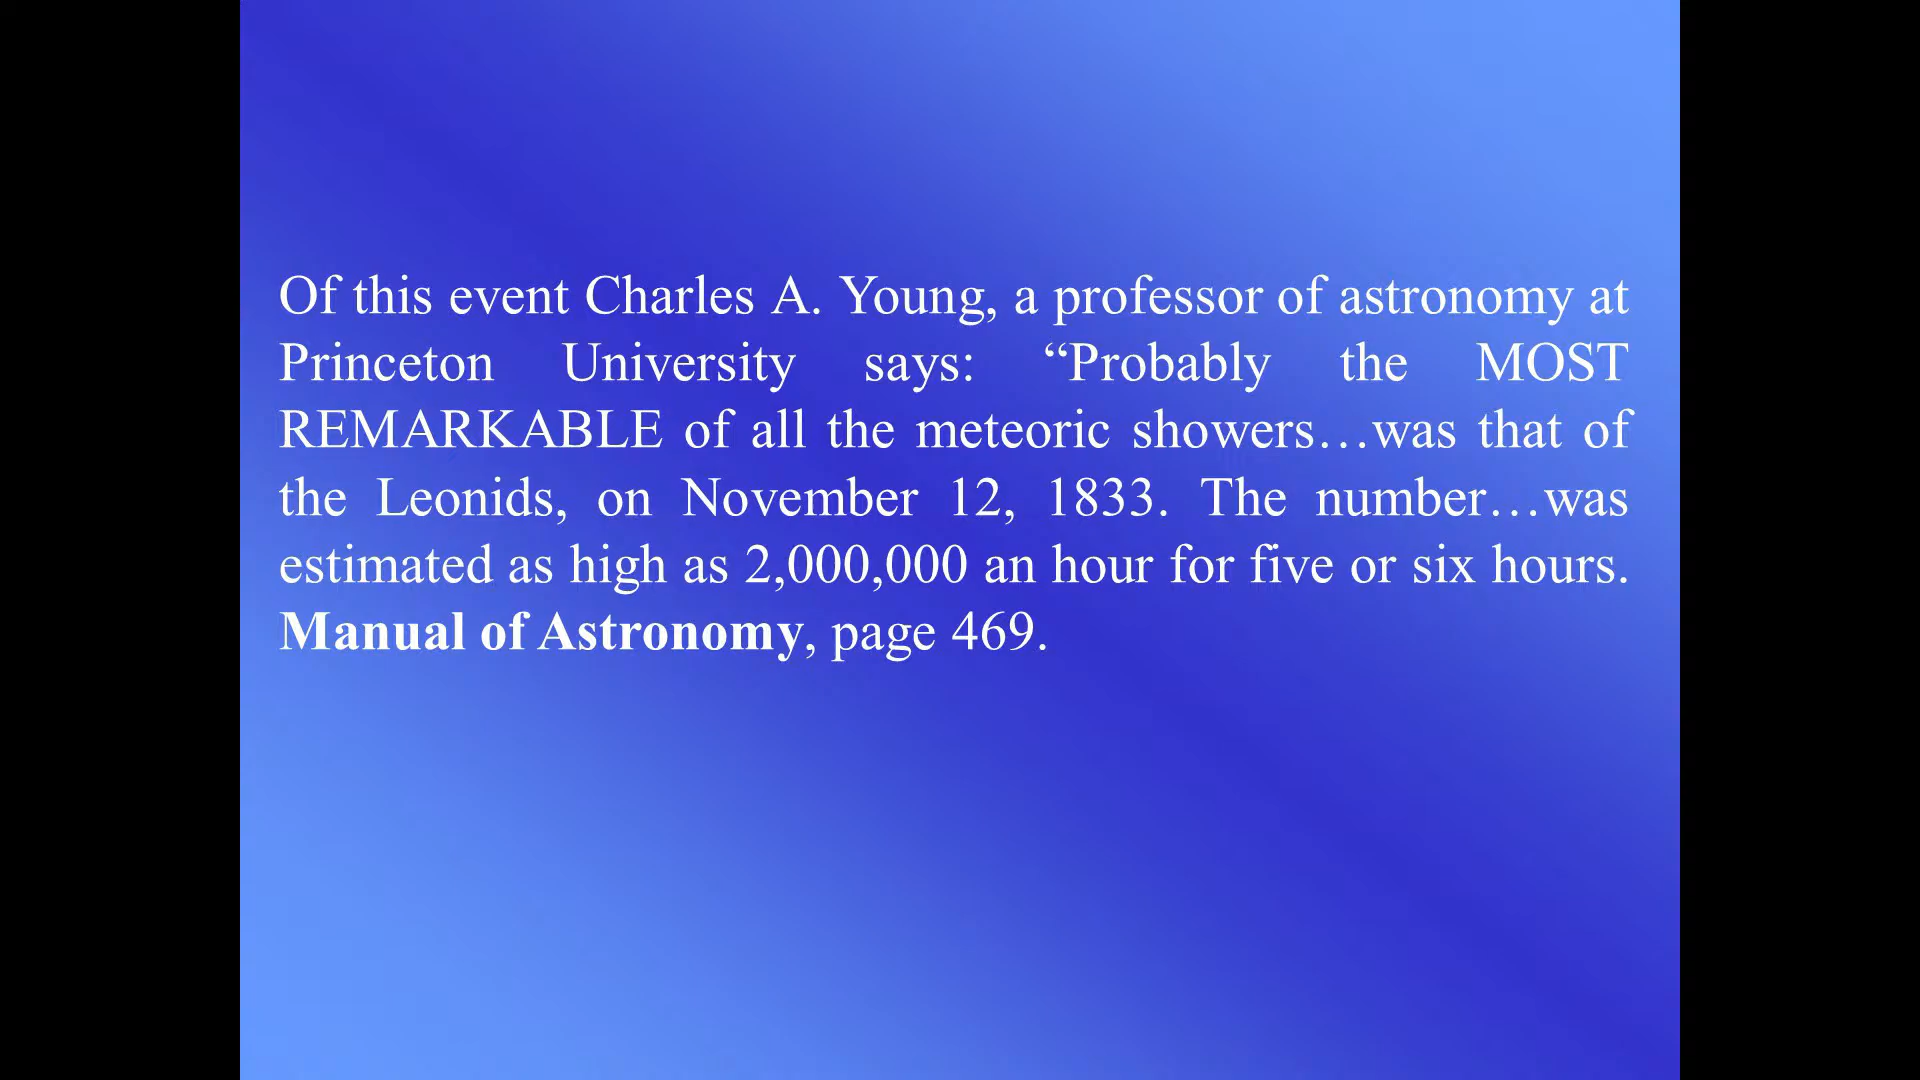 Of this event Charles A. Young, a professor of astronomy at
Princeton University says: “Probably the MOST
REMARKABLE of all the meteoric showers…was that of
the Leonids, on November 12, 1833. The number…was
estimated as high as 2,000,000 an hour for five or six hours.
Manual of Astronomy, page 469.